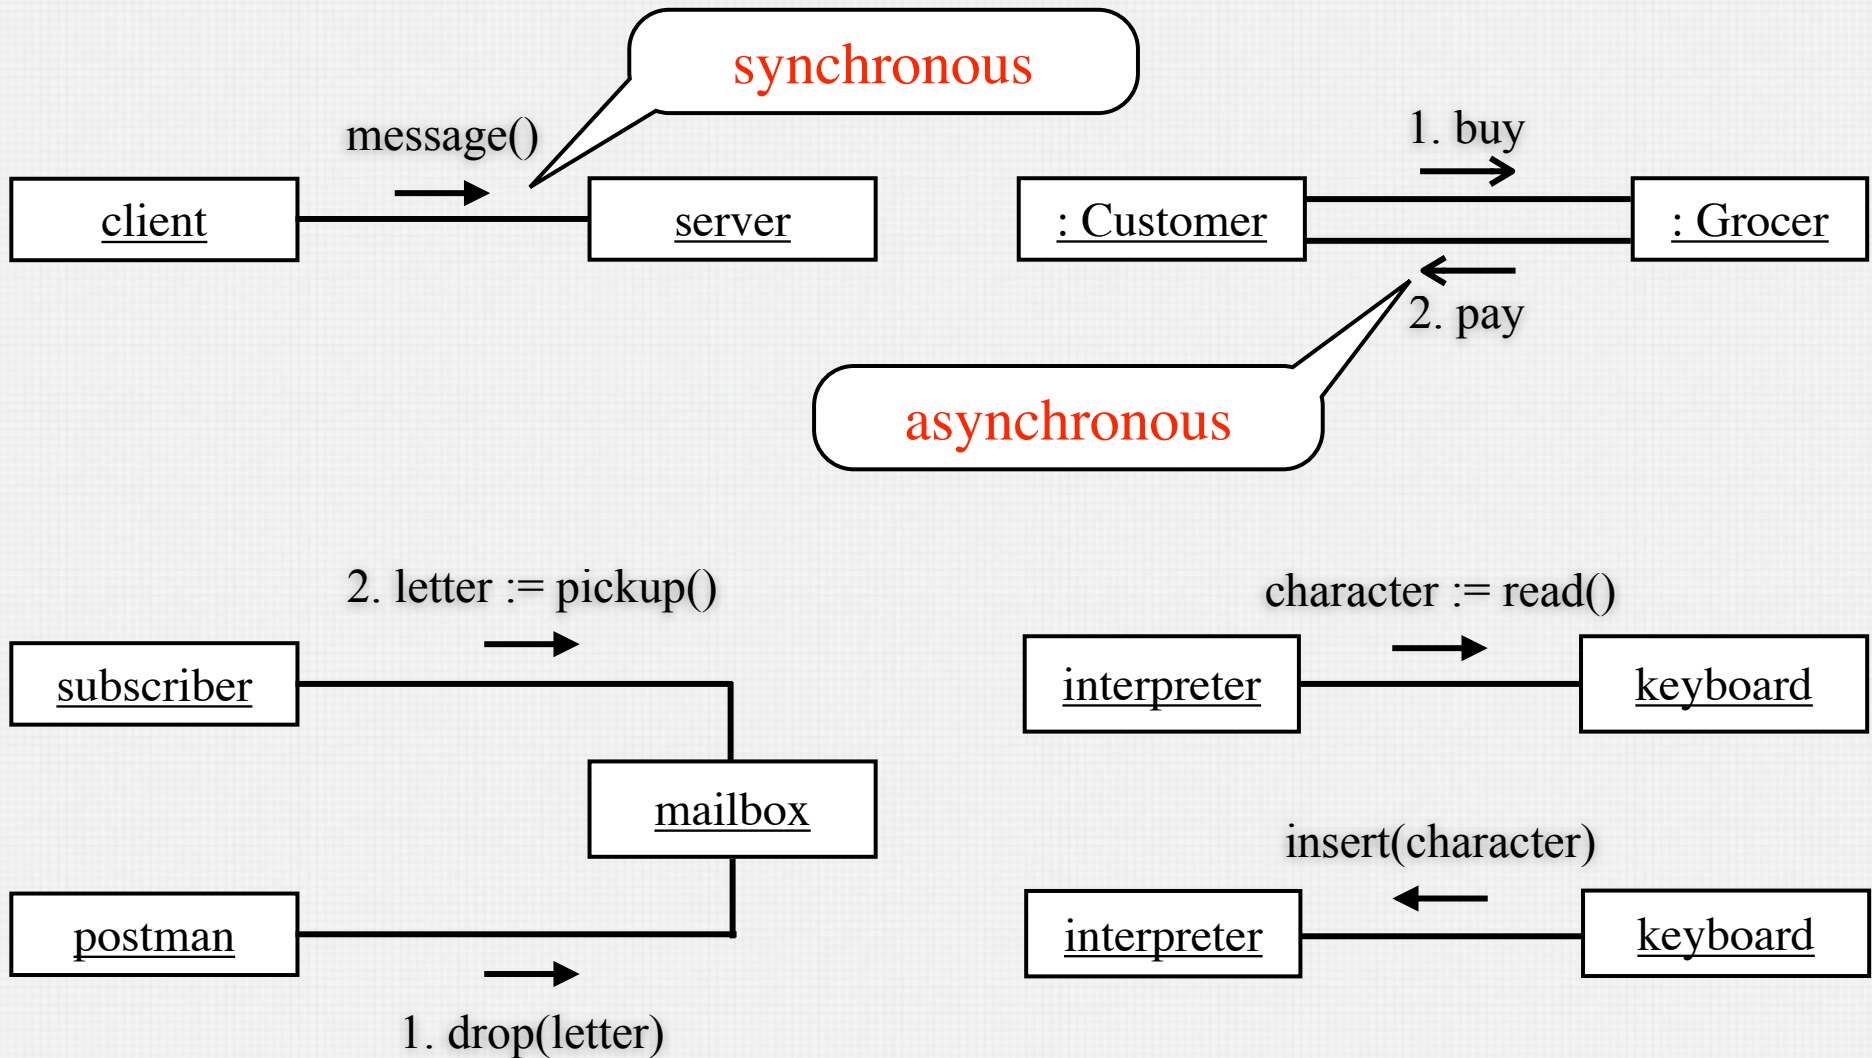 synchronous
message()
client
server
1. buy
: Customer
: Grocer
2. pay
asynchronous
2. letter := pickup()
subscriber
mailbox
postman
1. drop(letter)
character := read()
interpreter
keyboard
insert(character)
interpreter
keyboard